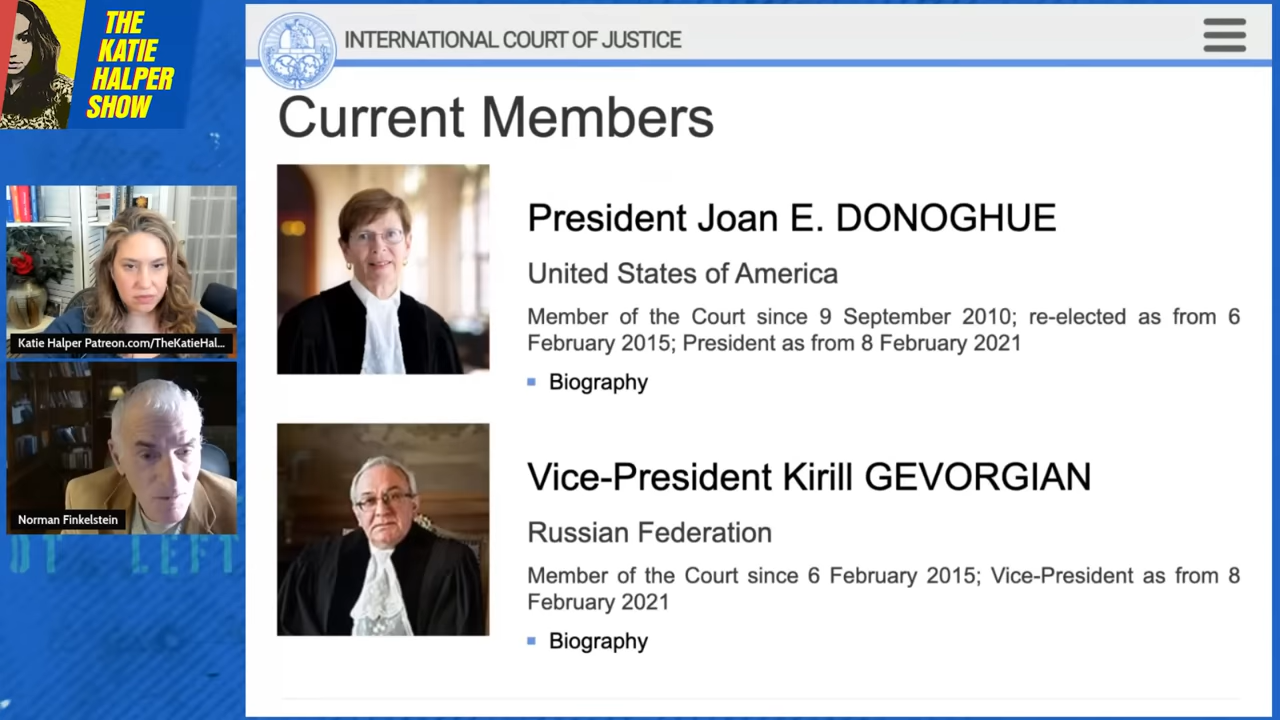 THE
KATIE
HALPER
SHOW
INTERNATIONAL COURT OF JUSTICE
Current Members
President Joan E. DONOGHUE
United States of America
Member of the Court since 9 September 2010; re-elected as from 6
February 2015; President as from 8 February 2021
Biography
Vice-President Kirill GEVORGIAN
Russian Federation
Member of the Court since 6 February 2015; Vice-President as from 8
February 2021
Biography
Katie Halper Patreon.com/TheKatieHal...
Norman Finkelstein
LEFT